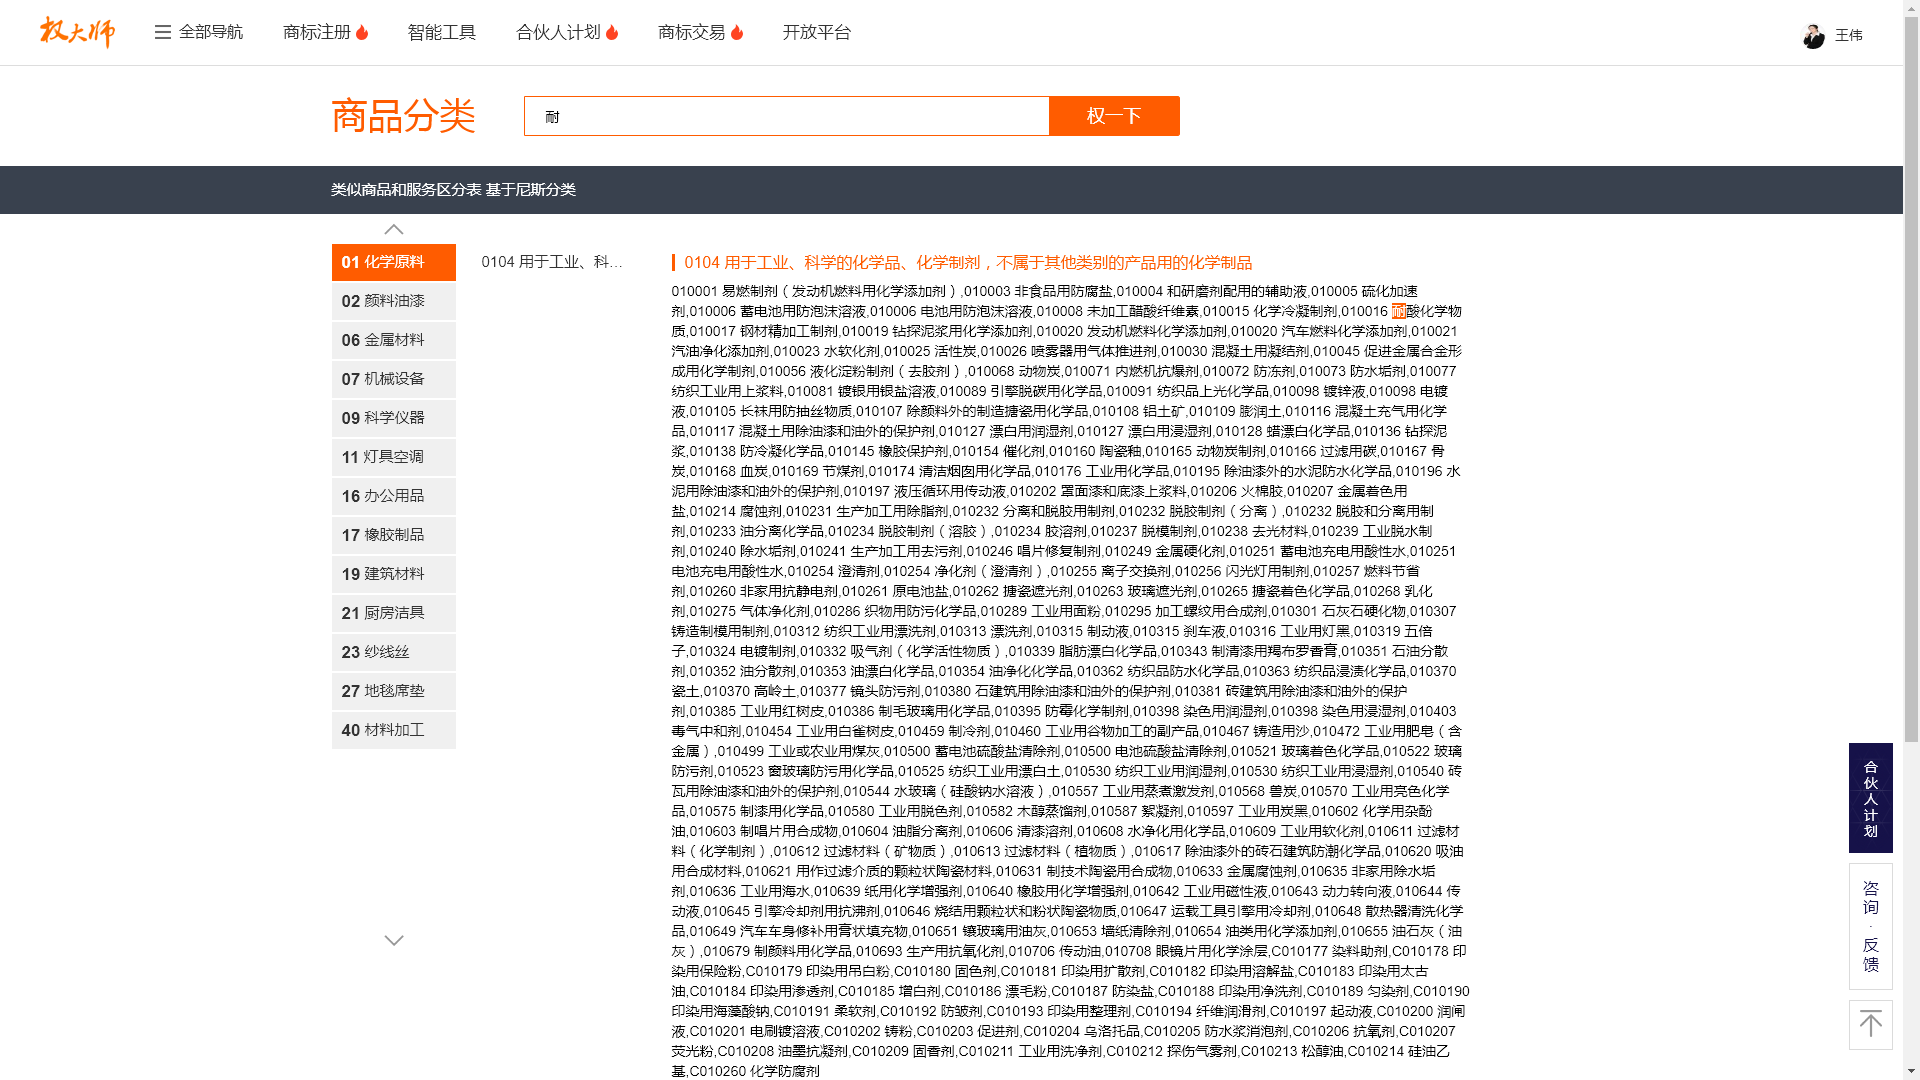 权大师
全部导航
商标注册
智能工具
合伙人计划
商标交易
开放平台
王伟
商品分类
耐
权一下
类似商品和服务区分表 基于尼斯分类
01 化学原料
02 颜料油漆
06 金属材料
07 机械设备
09 科学仪器
11 灯具空调
16 办公用品
17 橡胶制品
19 建筑材料
21 厨房洁具
23 纱线丝
27 地毯席垫
40 材料加工
0104 用于工业、科...
0104 用于工业、科学的化学品、化学制剂，不属于其他类别的产品用的化学制品
010001 易燃制剂（发动机燃料用化学添加剂）,010003 非食品用防腐盐,010004 和研磨剂配用的辅助液,010005 硫化加速
剂,010006 蓄电池用防泡沫溶液,010006 电池用防泡沫溶液,010008 未加工醋酸纤维素,010015 化学冷凝制剂,010016 耐酸化学物
质,010017 钢材精加工制剂,010019 钻探泥浆用化学添加剂,010020 发动机燃料化学添加剂,010020 汽车燃料化学添加剂,010021
汽油净化添加剂,010023 水软化剂,010025 活性炭,010026 喷雾器用气体推进剂,010030 混凝土用凝结剂,010045 促进金属合金形
成用化学制剂,010056 液化淀粉制剂（去胶剂）,010068 动物炭,010071 内燃机抗爆剂,010072 防冻剂,010073 防水垢剂,010077
纺织工业用上浆料,010081 镀银用银盐溶液,010089 引擎脱碳用化学品,010091 纺织品上光化学品,010098 镀锌液,010098 电镀
液,010105 长袜用防抽丝物质,010107 除颜料外的制造搪瓷用化学品,010108 铝土矿,010109 膨润土,010116 混凝土充气用化学
品,010117 混凝土用除油漆和油外的保护剂,010127 漂白用润湿剂,010127 漂白用浸湿剂,010128 蜡漂白化学品,010136 钻探泥
浆,010138 防冷凝化学品,010145 橡胶保护剂,010154 催化剂,010160 陶瓷釉,010165 动物炭制剂,010166 过滤用碳,010167 骨
炭,010168 血炭,010169 节煤剂,010174 清洁烟囱用化学品,010176 工业用化学品,010195 除油漆外的水泥防水化学品,010196 水
泥用除油漆和油外的保护剂,010197 液压循环用传动液,010202 罩面漆和底漆上浆料,010206 火棉胶,010207 金属着色用
盐,010214 腐蚀剂,010231 生产加工用除脂剂,010232 分离和脱胶用制剂,010232 脱胶制剂（分离）,010232 脱胶和分离用制
剂,010233 油分离化学品,010234 脱胶制剂（溶胶）,010234 胶溶剂,010237 脱模制剂,010238 去光材料,010239 工业脱水制
剂,010240 除水垢剂,010241 生产加工用去污剂,010246 唱片修复制剂,010249 金属硬化剂,010251 蓄电池充电用酸性水,010251
电池充电用酸性水,010254 澄清剂,010254 净化剂（澄清剂）,010255 离子交换剂,010256 闪光灯用制剂,010257 燃料节省
剂,010260 非家用抗静电剂,010261 原电池盐,010262 搪瓷遮光剂,010263 玻璃遮光剂,010265 搪瓷着色化学品,010268 乳化
剂,010275 气体净化剂,010286 织物用防污化学品,010289 工业用面粉,010295 加工螺纹用合成剂,010301 石灰石硬化物,010307
铸造制模用制剂,010312 纺织工业用漂洗剂,010313 漂洗剂,010315 制动液,010315 刹车液,010316 工业用灯黑,010319 五倍
子,010324 电镀制剂,010332 吸气剂（化学活性物质）,010339 脂肪漂白化学品,010343 制清漆用羯布罗香膏,010351 石油分散
剂,010352 油分散剂,010353 油漂白化学品,010354 油净化化学品,010362 纺织品防水化学品,010363 纺织品浸渍化学品,010370
瓷土,010370 高岭土,010377 镜头防污剂,010380 石建筑用除油漆和油外的保护剂,010381 砖建筑用除油漆和油外的保护
剂,010385 工业用红树皮,010386 制毛玻璃用化学品,010395 防霉化学制剂,010398 染色用润湿剂,010398 染色用浸湿剂,010403
毒气中和剂,010454 工业用白雀树皮,010459 制冷剂,010460 工业用谷物加工的副产品,010467 铸造用沙,010472 工业用肥皂（含
金属）,010499 工业或农业用煤灰,010500 蓄电池硫酸盐清除剂,010500 电池硫酸盐清除剂,010521 玻璃着色化学品,010522 玻璃
防污剂,010523 窗玻璃防污用化学品,010525 纺织工业用漂白土,010530 纺织工业用润湿剂,010530 纺织工业用浸湿剂,010540 砖
瓦用除油漆和油外的保护剂,010544 水玻璃（硅酸钠水溶液）,010557 工业用蒸煮激发剂,010568 兽炭,010570 工业用亮色化学
品,010575 制漆用化学品,010580 工业用脱色剂,010582 木醇蒸馏剂,010587 絮凝剂,010597 工业用炭黑,010602 化学用杂酚
油,010603 制唱片用合成物,010604 油脂分离剂,010606 清漆溶剂,010608 水净化用化学品,010609 工业用软化剂,010611 过滤材
料（化学制剂）,010612 过滤材料（矿物质）,010613 过滤材料（植物质）,010617 除油漆外的砖石建筑防潮化学品,010620 吸油
用合成材料,010621 用作过滤介质的颗粒状陶瓷材料,010631 制技术陶瓷用合成物,010633 金属腐蚀剂,010635 非家用除水垢
剂,010636 工业用海水,010639 纸用化学增强剂,010640 橡胶用化学增强剂,010642 工业用磁性液,010643 动力转向液,010644 传
动液,010645 引擎冷却剂用抗沸剂,010646 烧结用颗粒状和粉状陶瓷物质,010647 运载工具引擎用冷却剂,010648 散热器清洗化学
品,010649 汽车车身修补用膏状填充物,010651 镶玻璃用油灰,010653 墙纸清除剂,010654 油类用化学添加剂,010655 油石灰（油
灰）,010679 制颜料用化学品,010693 生产用抗氧化剂,010706 传动油,010708 眼镜片用化学涂层,C010177 染料助剂,C010178 印
染用保险粉,C010179 印染用吊白粉,C010180 固色剂,C010181 印染用扩散剂,C010182 印染用溶解盐,C010183 印染用太古
油,C010184 印染用渗透剂,C010185 增白剂,C010186 漂毛粉,C010187 防染盐,C010188 印染用净洗剂,C010189 匀染剂,C010190
印染用海藻酸钠,C010191 柔软剂,C010192 防皱剂,C010193 印染用整理剂,C010194 纤维润滑剂,C010197 起动液,C010200 润闸
液,C010201 电刷镀溶液,C010202 铸粉,C010203 促进剂,C010204 乌洛托品,C010205 防水浆消泡剂,C010206 抗氧剂,C010207
荧光粉,C010208 油墨抗凝剂,C010209 固香剂,C010211 工业用洗净剂,C010212 探伤气雾剂,C010213 松醇油,C010214 硅油乙
基,C010260 化学防腐剂
合伙人计划
咨询·反馈